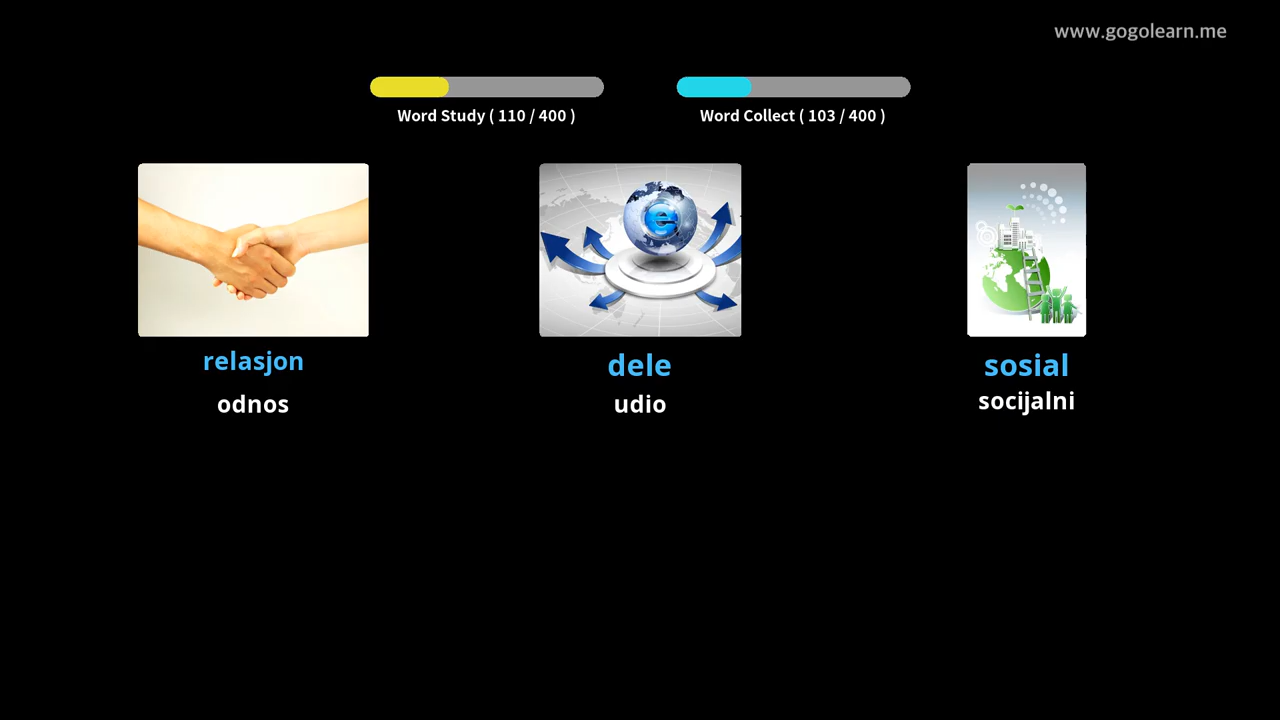 www.gogolearn.me
Word Study ( 110 / 400 )
Word Collect ( 103 / 400 )
e
relasjon
dele
sosial
odnos
udio
socijalni